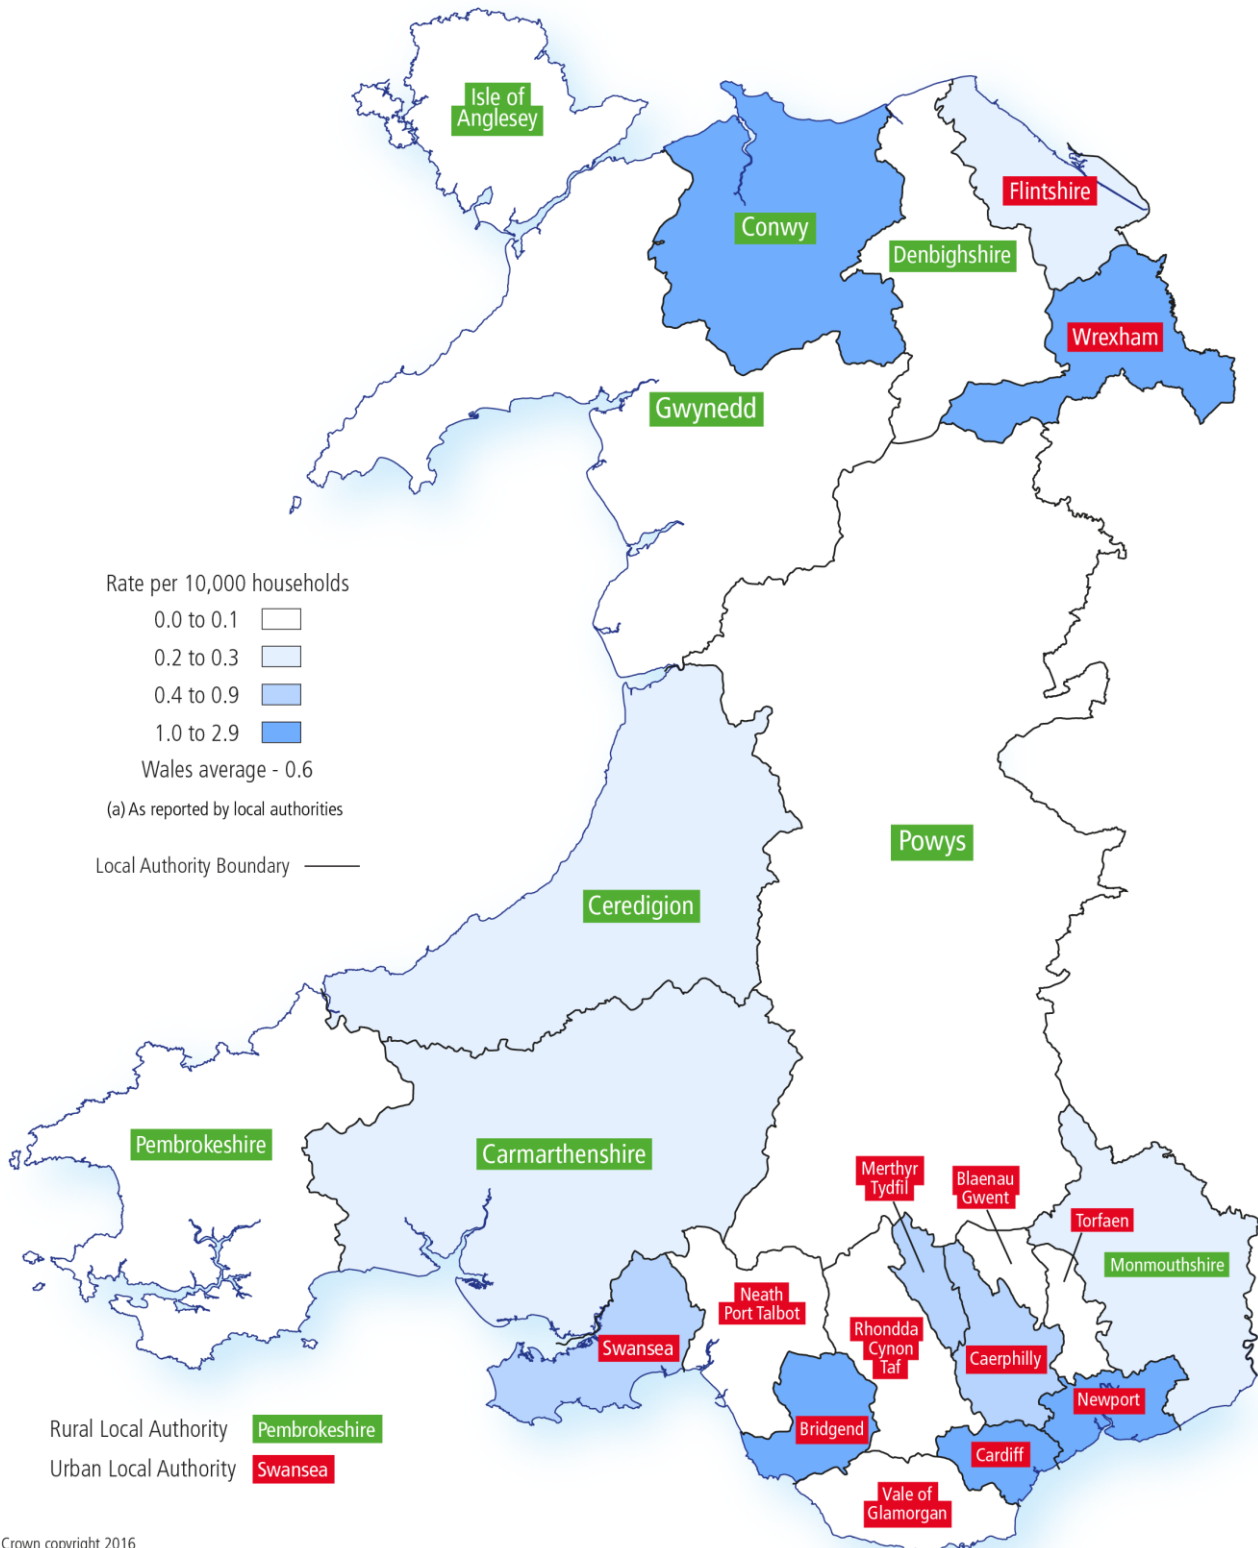 Isle of
Anglesey
Flintshire
Conwy
Denbighshire
Wrexham
Gwynedd
Rate per 10,000 households
0.0 to 0.1
0.2 to 0.3
0.4 to 0.9
1.0 to 2.9
Wales average - 0.6
(a) As reported by local authorities
Local Authority Boundary
Powys
Ceredigion
Pembrokeshire
Carmarthenshire
Merthyr
Tydfil
Blaenau
Gwent
Torfaen
Monmouthshire
Neath
Port Talbot
Swansea
Rhondda
Cynon
Taf
Caerphilly
Newport
Bridgend
Cardiff
Vale of
Glamorgan
Rural Local Authority Pembrokeshire
Urban Local Authority Swansea
Crown copyright 2016